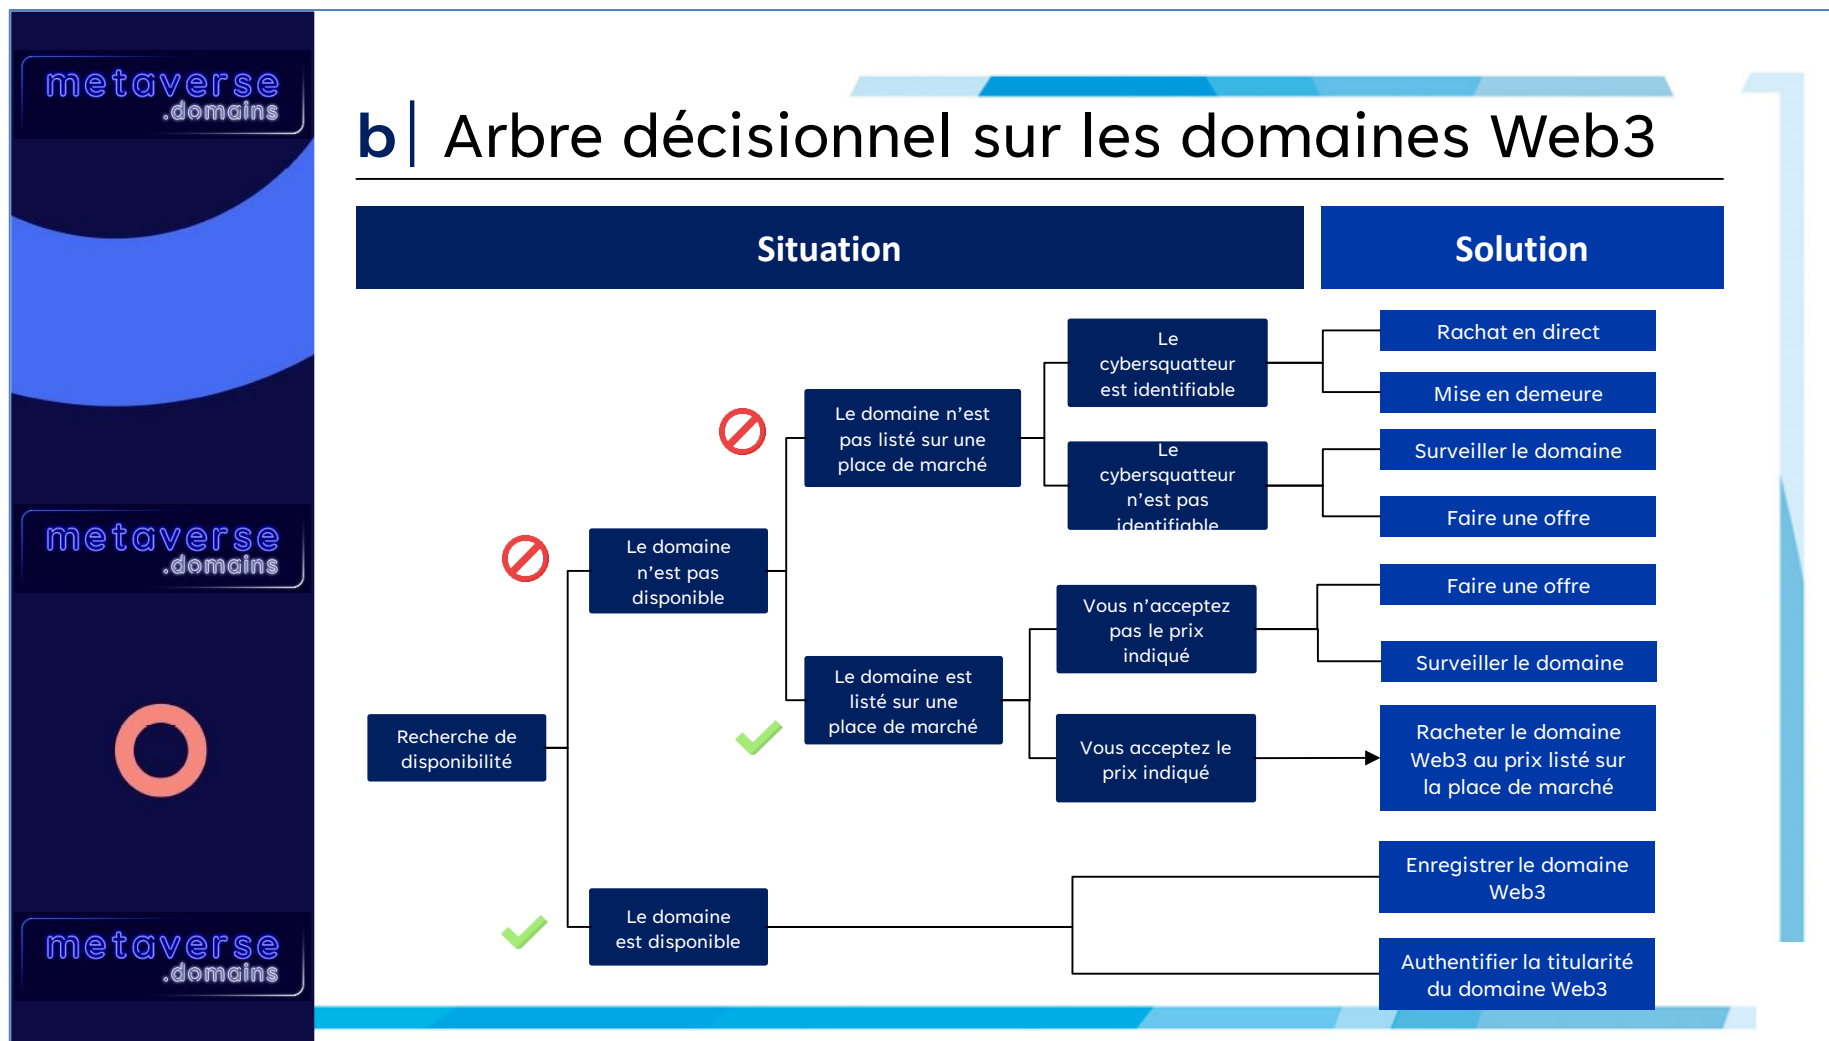 metaverse
.domains
b Arbre décisionnel sur les domaines Web3
Situation
Solution
Le
cybersquatteur
est identifiable
Rachat en direct
Mise en demeure
Le domaine n'est
pas listé sur une
place de marché
Le
cybersquatteur
n'est pas
identifiable
Surveiller le domaine
Faire une offre
metaverse
.domains
Le domaine
n'est pas
disponible
Vous n'acceptez
pas le prix
indiqué
Faire une offre
Surveiller le domaine
Le domaine est
listé sur une
place de marché
Recherche de
disponibilité
Vous acceptez le
prix indiqué
Racheter le domaine
Web3 au prix listé sur
la place de marché
Le domaine
est disponible
Enregistrer le domaine
Web3
Authentifier la titularité
du domaine Web3
metaverse
.domains